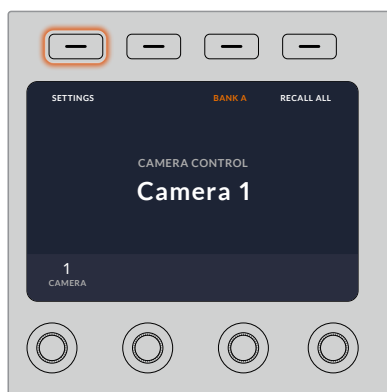 SETTINGS BANK A RECALL ALL
CAMERA CONTROL
Camera 1
1
CAMERA